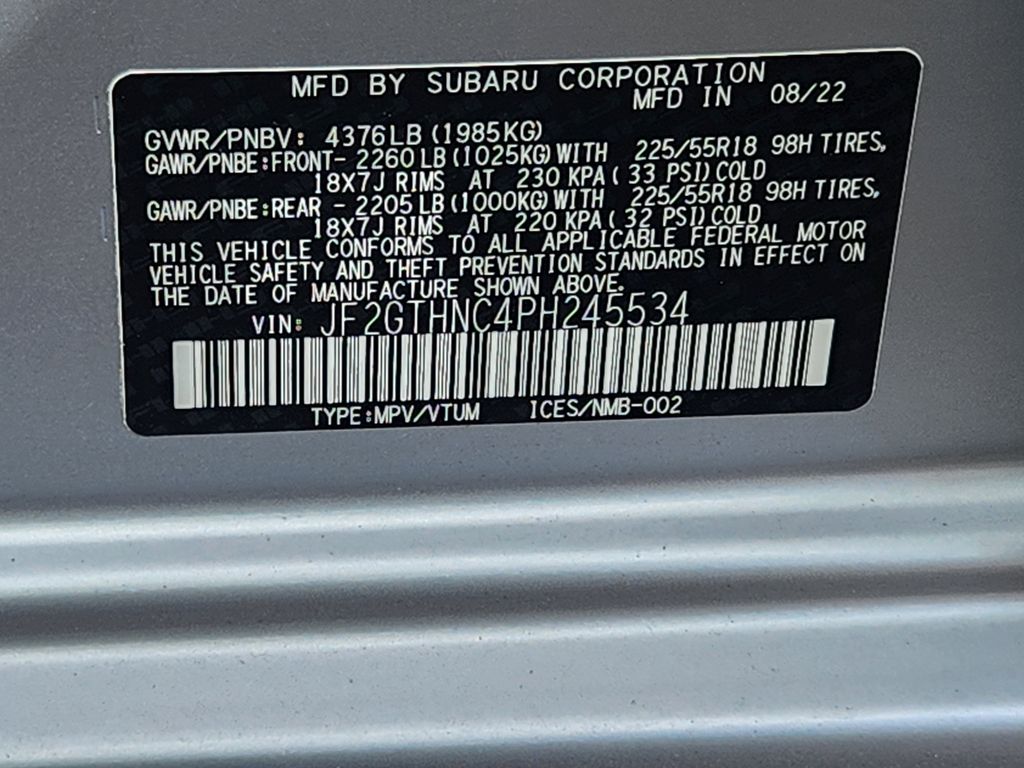 MFD BY SUBARU CORPORATION
MFD IN 08/22
GVWR/PNBV: 4376LB(1985KG)
GAWR/PNBE:FRONT- 2260LB(1025KG)WITH 225/55R18 98H TIRES,
18X7J RIMS AT 230 KPA( 33 PSI)COLD
GAWR/PNBE:REAR - 2205LB(1000KG)WITH 225/55R18 98H TIRES,
18X7J RIMS AT 220 KPA( 32 PSI)COLD
THIS VEHICLE CONFORMS TO ALL APPLICABLE FEDERAL MOTOR
VEHICLE SAFETY AND THEFT PREVENTION STANDARDS IN EFFECT ON
THE DATE OF MANUFACTURE SHOWN ABOVE.
VIN: JF2GTHNC4PH245534
TYPE:MPV/VTUM ICES/NMB-002